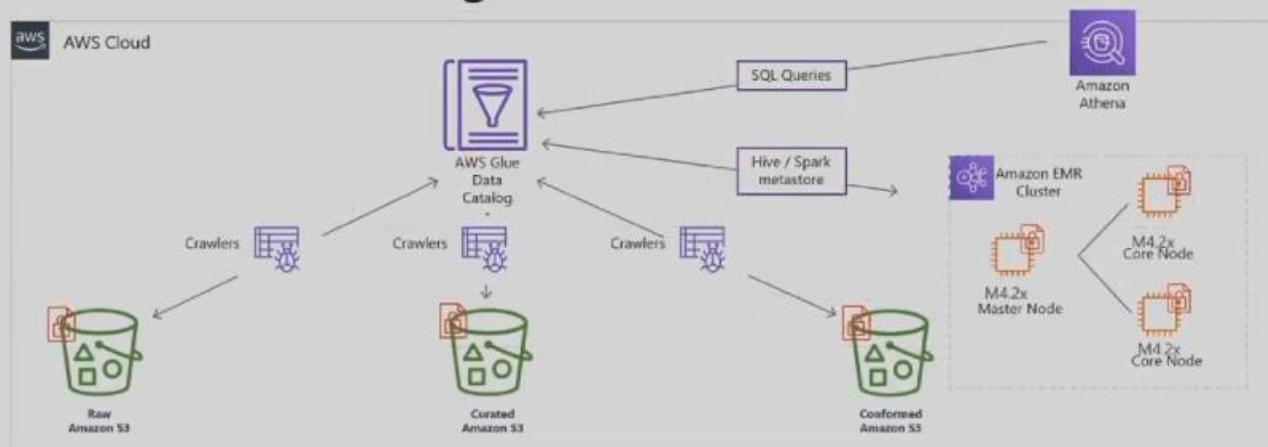 aws
AWS Cloud
SQL Queries
Amazon
Athena
AWS Glue
Data
Catalog
Hive / Spark
metastore
Amazon EMR
Cluster
Crawlers
Crawlers
Crawlers
M4.2x
Core Node
M4.2x
Master Node
M4.2x
Core Node
Raw
Amazon S3
Curated
Amazon S3
Conformed
Amazon S3